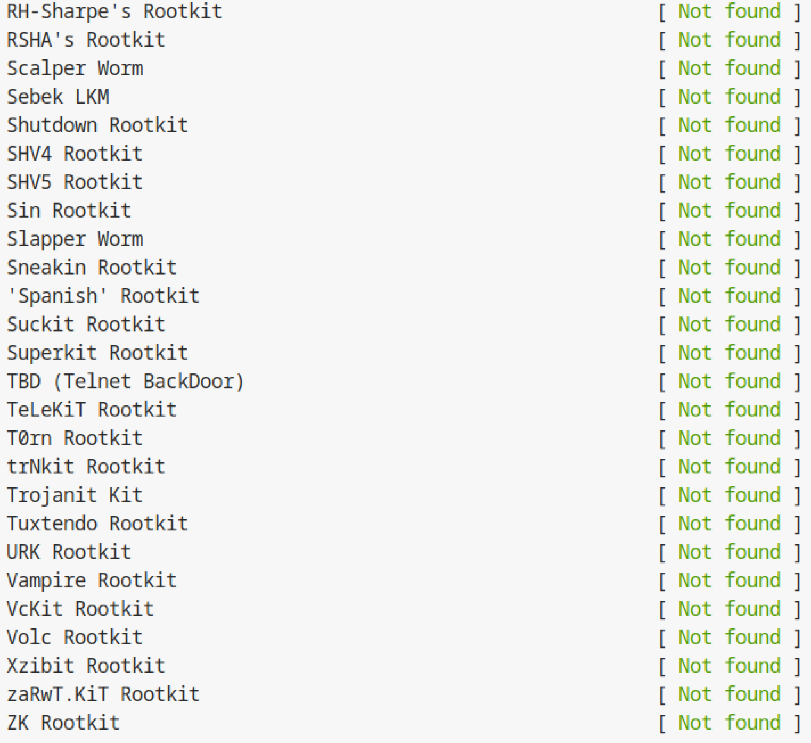 RH-Sharpe's Rootkit [ Not found ]
RSHA's Rootkit [ Not found ]
Scalper Worm [ Not found ]
Sebek LKM [ Not found ]
Shutdown Rootkit [ Not found ]
SHV4 Rootkit [ Not found ]
SHV5 Rootkit [ Not found ]
Sin Rootkit [ Not found ]
Slapper Worm [ Not found ]
Sneakin Rootkit [ Not found ]
'Spanish' Rootkit [ Not found ]
Suckit Rootkit [ Not found ]
Superkit Rootkit [ Not found ]
TBD (Telnet BackDoor) [ Not found ]
TeLeKiT Rootkit [ Not found ]
T0rn Rootkit [ Not found ]
trNkit Rootkit [ Not found ]
Trojanit Kit [ Not found ]
Tuxtendo Rootkit [ Not found ]
URK Rootkit [ Not found ]
Vampire Rootkit [ Not found ]
VcKit Rootkit [ Not found ]
Volc Rootkit [ Not found ]
Xzibit Rootkit [ Not found ]
zaRwT.KiT Rootkit [ Not found ]
ZK Rootkit [ Not found ]